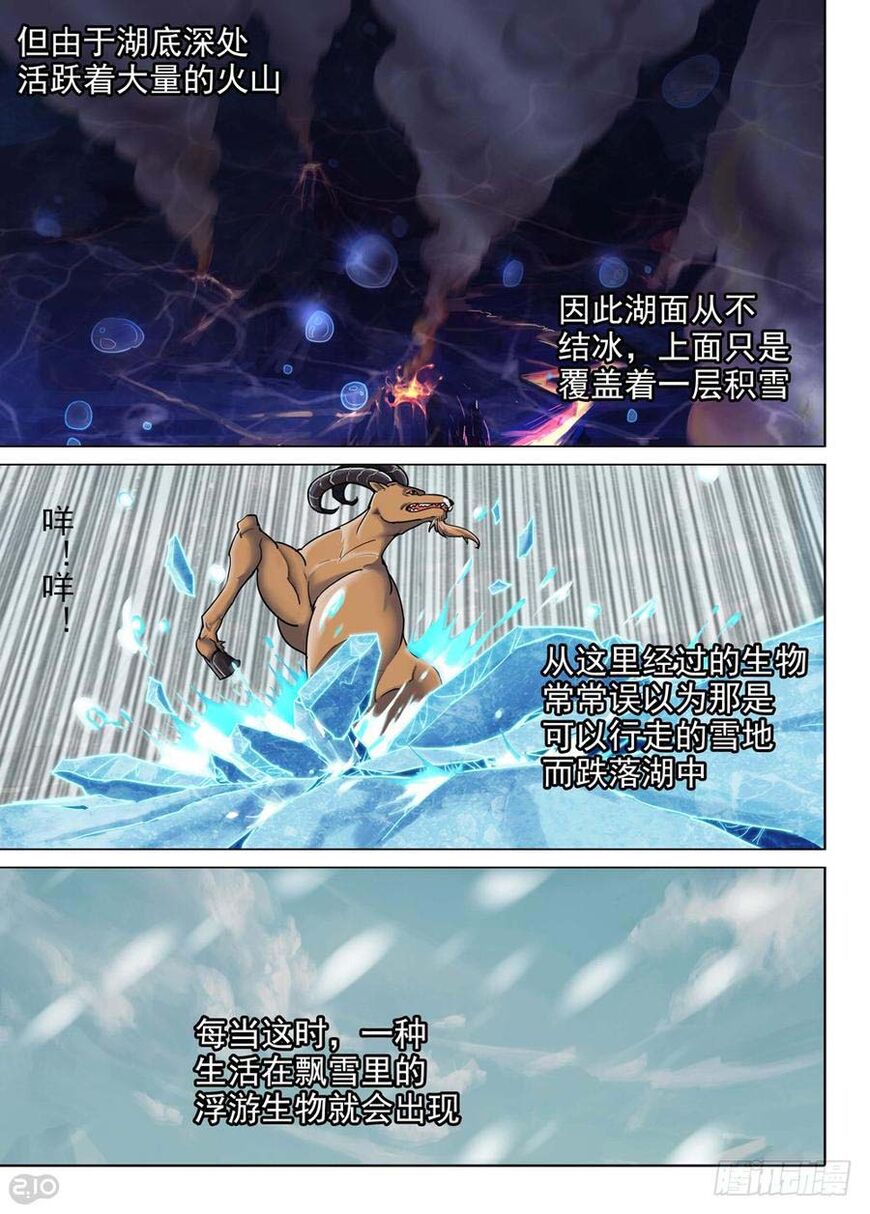 但由于湖底深处
活跃着大量的火山
因此湖面从不
结冰，上面只是
覆盖着一层积雪
咩！咩！
从这里经过的生物
常常误以为那是
可以行走的雪地
而跌落湖中
每当这时，一种
生活在飘雪里的
浮游生物就会出现
2.10
腾讯动漫